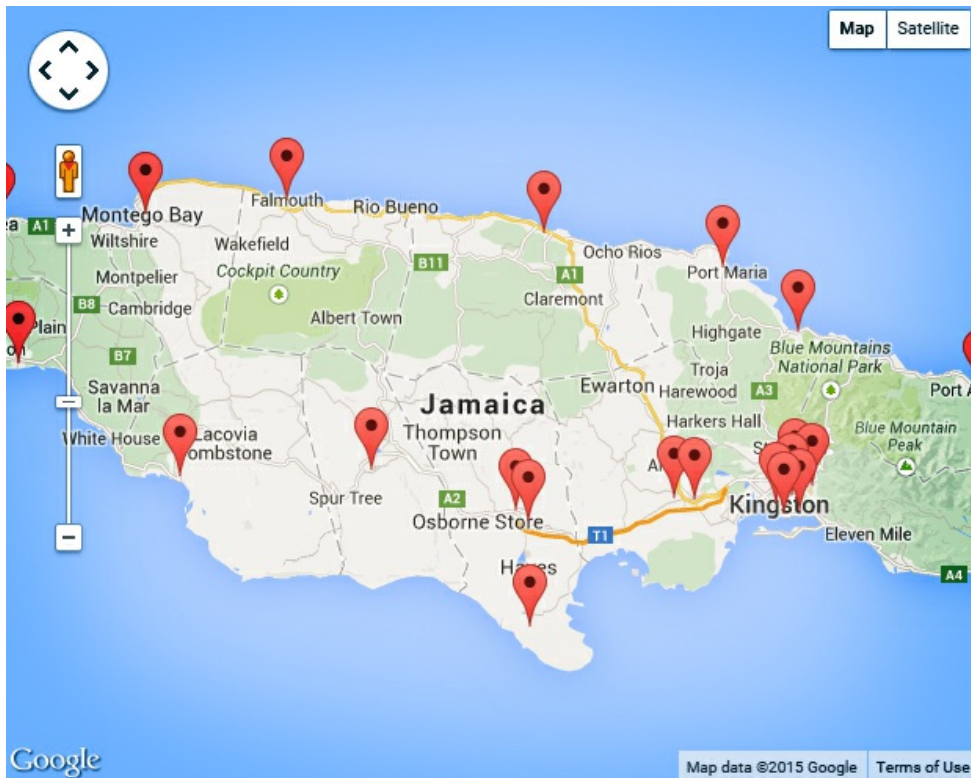 Map Satellite
Falmouth
Rio Bueno
Montego Bay
A1
Wiltshire
Wakefield
Ocho Rios
B11
A1
Port Maria
Montpelier
Cockpit Country
Claremont
B8
Cambridge
Albert Town
Plain
Highgate
B7
Blue Mountains
National Park
Troja
Savanna
la Mar
Ewarton
Harewood
A3
Port A
Jamaica
Harkers Hall
White House
Lacovia
Thompson
Town
Blue Mountain
Peak
Spur Tree
A2
Osborne Store
Kingston
T1
Eleven Mile
Hayes
A4
Google
Map data ©2015 Google Terms of Use